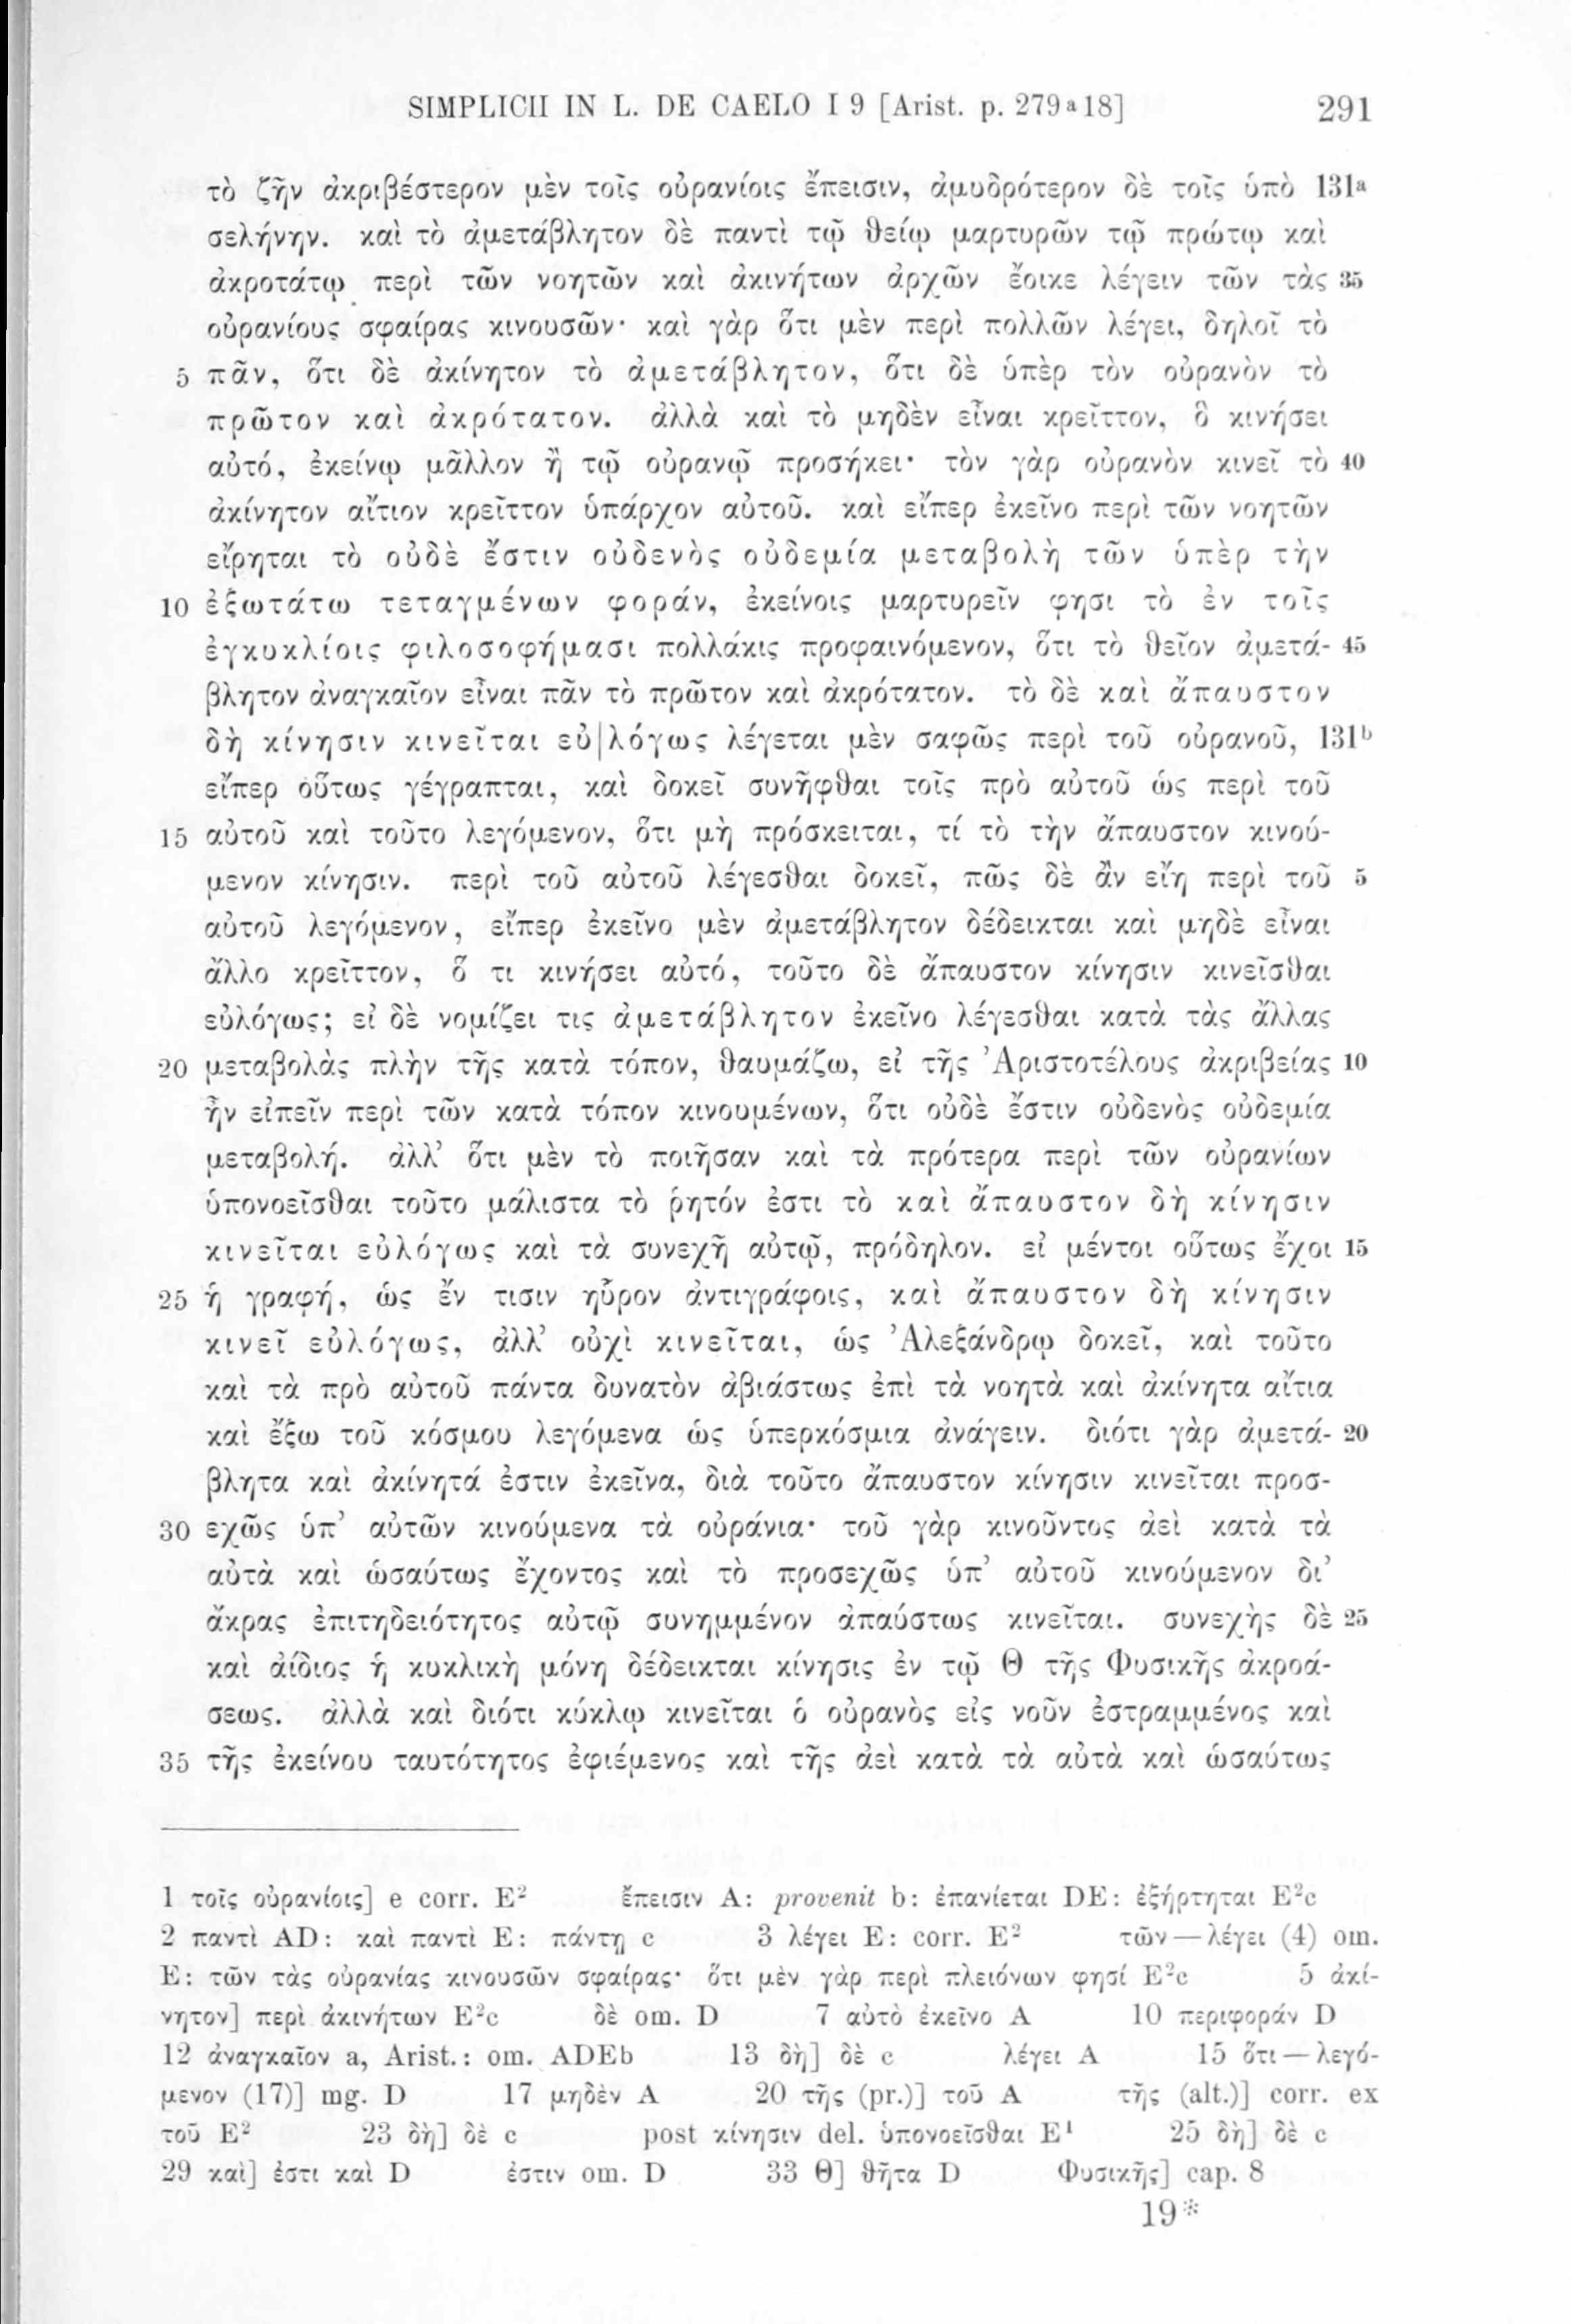 SIMPLICII IN L. DE CAELO I 9 [Arist. p. 279ᵃ18] 291
τὸ ζῆν ἀκριβέστερον μὲν τοῖς οὐρανίοις ἔπεισιν, ἀμυδρότερον δὲ τοῖς ὑπὸ 131ᵃ
σελήνην. καὶ τὸ ἀμετάβλητον δὲ παντὶ τῷ θείῳ μαρτυρῶν τῷ πρώτῳ καὶ
ἀκροτάτῳ περὶ τῶν νοητῶν καὶ ἀκινήτων ἀρχῶν ἔοικε λέγειν τῶν τὰς 35
οὐρανίους σφαίρας κινουσῶν· καὶ γὰρ ὅτι μὲν περὶ πολλῶν λέγει, δηλοῖ τὸ
5 πᾶν, ὅτι δὲ ἀκίνητον τὸ ἀμετάβλητον, ὅτι δὲ ὑπὲρ τὸν οὐρανὸν τὸ
πρῶτον καὶ ἀκρότατον. ἀλλὰ καὶ τὸ μηδὲν εἶναι κρεῖττον, ὃ κινήσει
αὐτό, ἐκείνῳ μᾶλλον ἢ τῷ οὐρανῷ προσήκει· τὸν γὰρ οὐρανὸν κινεῖ τὸ 40
ἀκίνητον αἴτιον κρεῖττον ὑπάρχον αὐτοῦ. καὶ εἴπερ ἐκεῖνο περὶ τῶν νοητῶν
εἴρηται τὸ οὐδὲ ἔστιν οὐδενὸς οὐδεμία μεταβολὴ τῶν ὑπὲρ τὴν
10 ἐξωτάτω τεταγμένων φοράν, ἐκείνοις μαρτυρεῖν φησι τὸ ἐν τοῖς
ἐγκυκλίοις φιλοσοφήμασι πολλάκις προφαινόμενον, ὅτι τὸ θεῖον ἀμετά- 45
βλητον ἀναγκαῖον εἶναι πᾶν τὸ πρῶτον καὶ ἀκρότατον. τὸ δὲ καὶ ἄπαυστον
δὴ κίνησιν κινεῖται εὐ|λόγως λέγεται μὲν σαφῶς περὶ τοῦ οὐρανοῦ, 131ᵇ
εἴπερ οὕτως γέγραπται, καὶ δοκεῖ συνῆφθαι τοῖς πρὸ αὐτοῦ ὡς περὶ τοῦ
15 αὐτοῦ καὶ τοῦτο λεγόμενον, ὅτι μὴ πρόσκειται, τί τὸ τὴν ἄπαυστον κινού-
μενον κίνησιν. περὶ τοῦ αὐτοῦ λέγεσθαι δοκεῖ, πῶς δὲ ἂν εἴη περὶ τοῦ 5
αὐτοῦ λεγόμενον, εἴπερ ἐκεῖνο μὲν ἀμετάβλητον δέδεικται καὶ μηδὲ εἶναι
ἄλλο κρεῖττον, ὅ τι κινήσει αὐτό, τοῦτο δὲ ἄπαυστον κίνησιν κινεῖσθαι
εὐλόγως; εἰ δὲ νομίζει τις ἀμετάβλητον ἐκεῖνο λέγεσθαι κατὰ τὰς ἄλλας
20 μεταβολὰς πλὴν τῆς κατὰ τόπον, θαυμάζω, εἰ τῆς Ἀριστοτέλους ἀκριβείας 10
ἦν εἰπεῖν περὶ τῶν κατὰ τόπον κινουμένων, ὅτι οὐδὲ ἔστιν οὐδενὸς οὐδεμία
μεταβολή. ἀλλ’ ὅτι μὲν τὸ ποιῆσαν καὶ τὰ πρότερα περὶ τῶν οὐρανίων
ὑπονοεῖσθαι τοῦτο μάλιστα τὸ ῥητόν ἐστι τὸ καὶ ἄπαυστον δὴ κίνησιν
κινεῖται εὐλόγως καὶ τὰ συνεχῆ αὐτῷ, πρόδηλον. εἰ μέντοι οὕτως ἔχοι 15
25 ἡ γραφή, ὡς ἔν τισιν ηὗρον ἀντιγράφοις, καὶ ἄπαυστον δὴ κίνησιν
κινεῖ εὐλόγως, ἀλλ’ οὐχὶ κινεῖται, ὡς Ἀλεξάνδρῳ δοκεῖ, καὶ τοῦτο
καὶ τὰ πρὸ αὐτοῦ πάντα δυνατὸν ἀβιάστως ἐπὶ τὰ νοητὰ καὶ ἀκίνητα αἴτια
καὶ ἔξω τοῦ κόσμου λεγόμενα ὡς ὑπερκόσμια ἀνάγειν. διότι γὰρ ἀμετά- 20
βλητα καὶ ἀκίνητά ἐστιν ἐκεῖνα, διὰ τοῦτο ἄπαυστον κίνησιν κινεῖται προσ-
30 εχῶς ὑπ’ αὐτῶν κινούμενα τὰ οὐράνια· τοῦ γὰρ κινοῦντος ἀεὶ κατὰ τὰ
αὐτὰ καὶ ὡσαύτως ἔχοντος καὶ τὸ προσεχῶς ὑπ’ αὐτοῦ κινούμενον δι’
ἄκρας ἐπιτηδειότητος αὐτῷ συνημμένον ἀπαύστως κινεῖται. συνεχὴς δὲ 25
καὶ ἀίδιος ἡ κυκλικὴ μόνη δέδεικται κίνησις ἐν τῷ Θ τῆς Φυσικῆς ἀκροά-
σεως. ἀλλὰ καὶ διότι κύκλῳ κινεῖται ὁ οὐρανὸς εἰς νοῦν ἐστραμμένος καὶ
35 τῆς ἐκείνου ταυτότητος ἐφιέμενος καὶ τῆς ἀεὶ κατὰ τὰ αὐτὰ καὶ ὡσαύτως
1 τοῖς οὐρανίοις] e corr. E² ἔπεισιν A: provenit b: ἐπανίεται DE: ἐξήρτηται E²c
2 παντὶ AD: καὶ παντὶ E: πάντῃ c 3 λέγει E: corr. E² τῶν — λέγει (4) om.
E: τῶν τὰς οὐρανίας κινουσῶν σφαίρας· ὅτι μὲν γὰρ περὶ πλειόνων φησί E²c 5 ἀκί-
νητον] περὶ ἀκινήτων E²c δὲ om. D 7 αὐτὸ ἐκεῖνο A 10 περιφοράν D
12 ἀναγκαῖον a, Arist.: om. ADEb 13 δὴ] δὲ c λέγει A 15 ὅτι — λεγό-
μενον (17)] mg. D 17 μηδὲν A 20 τῆς (pr.)] τοῦ A τῆς (alt.)] corr. ex
τοῦ E² 23 δὴ] δὲ c post κίνησιν del. ὑπονοεῖσθαι E¹ 25 δὴ] δὲ c
29 καὶ] ἐστι καὶ D ἐστιν om. D 33 Θ] θῆτα D Φυσικῆς] cap. 8
19*